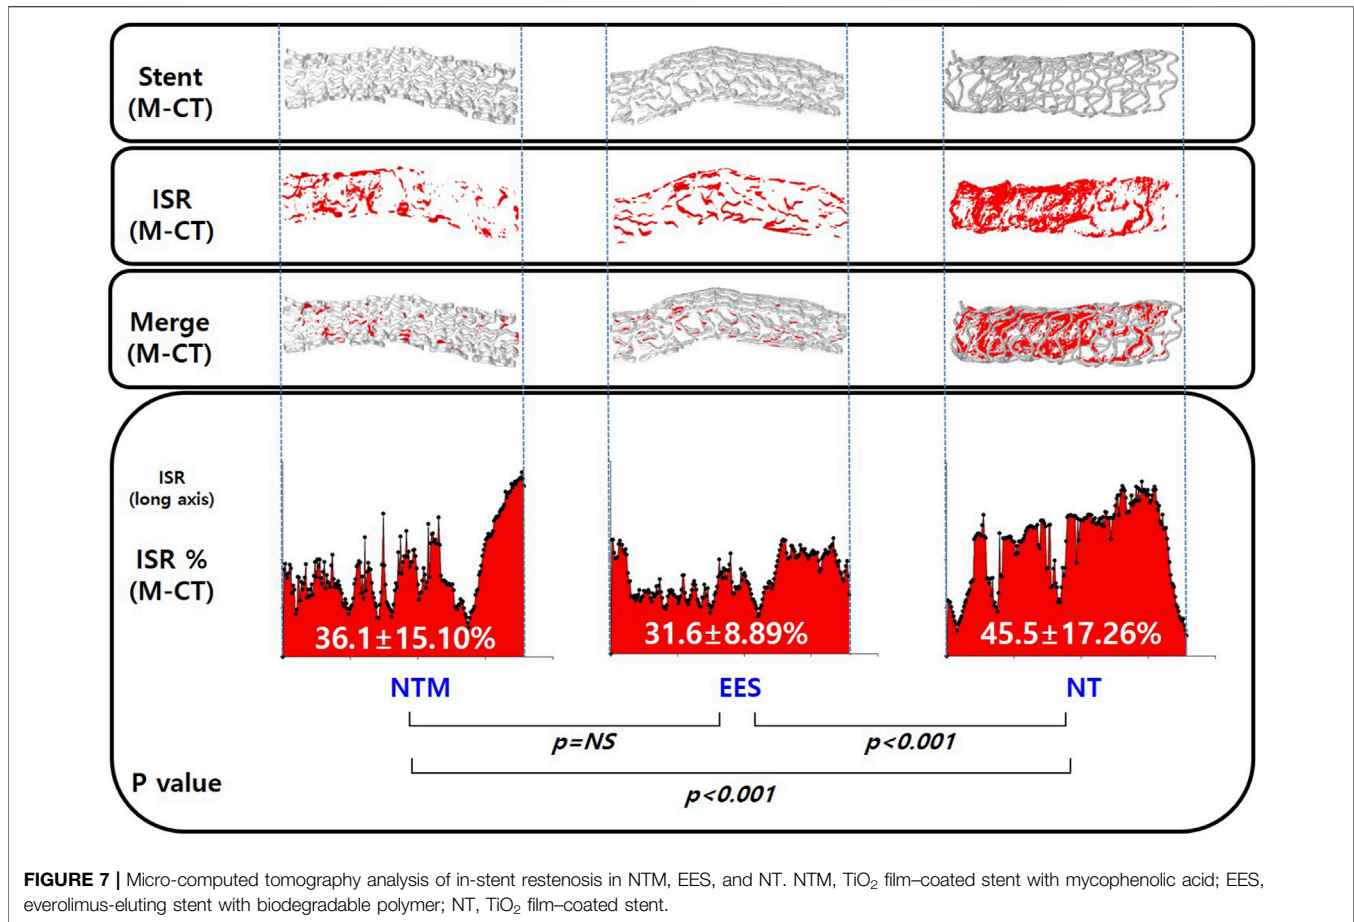 Stent
(M-CT)
ISR
(M-CT)
Merge
(M-CT)
ISR
(long axis)
ISR %
(M-CT)
36.1±15.10%
31.6±8.89%
45.5±17.26%
NTM
EES
NT
p=NS
p<0.001
P value
p<0.001
FIGURE 7 | Micro-computed tomography analysis of in-stent restenosis in NTM, EES, and NT. NTM, TiO₂ film–coated stent with mycophenolic acid; EES,
everolimus-eluting stent with biodegradable polymer; NT, TiO₂ film–coated stent.